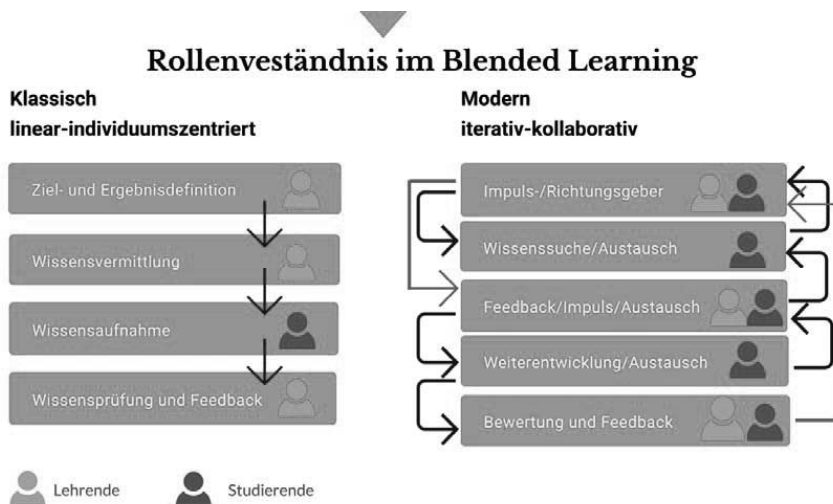 Rollenveständnis im Blended Learning
Klassisch
linear-individuumszentriert
Ziel- und Ergebnisdefinition
Wissensvermittlung
Wissensaufnahme
Wissensprüfung und Feedback
Modern
iterativ-kollaborativ
Impuls-/Richtungsgeber
Wissenssuche/Austausch
Feedback/Impuls/Austausch
Weiterentwicklung/Austausch
Bewertung und Feedback
Lehrende
Studierende